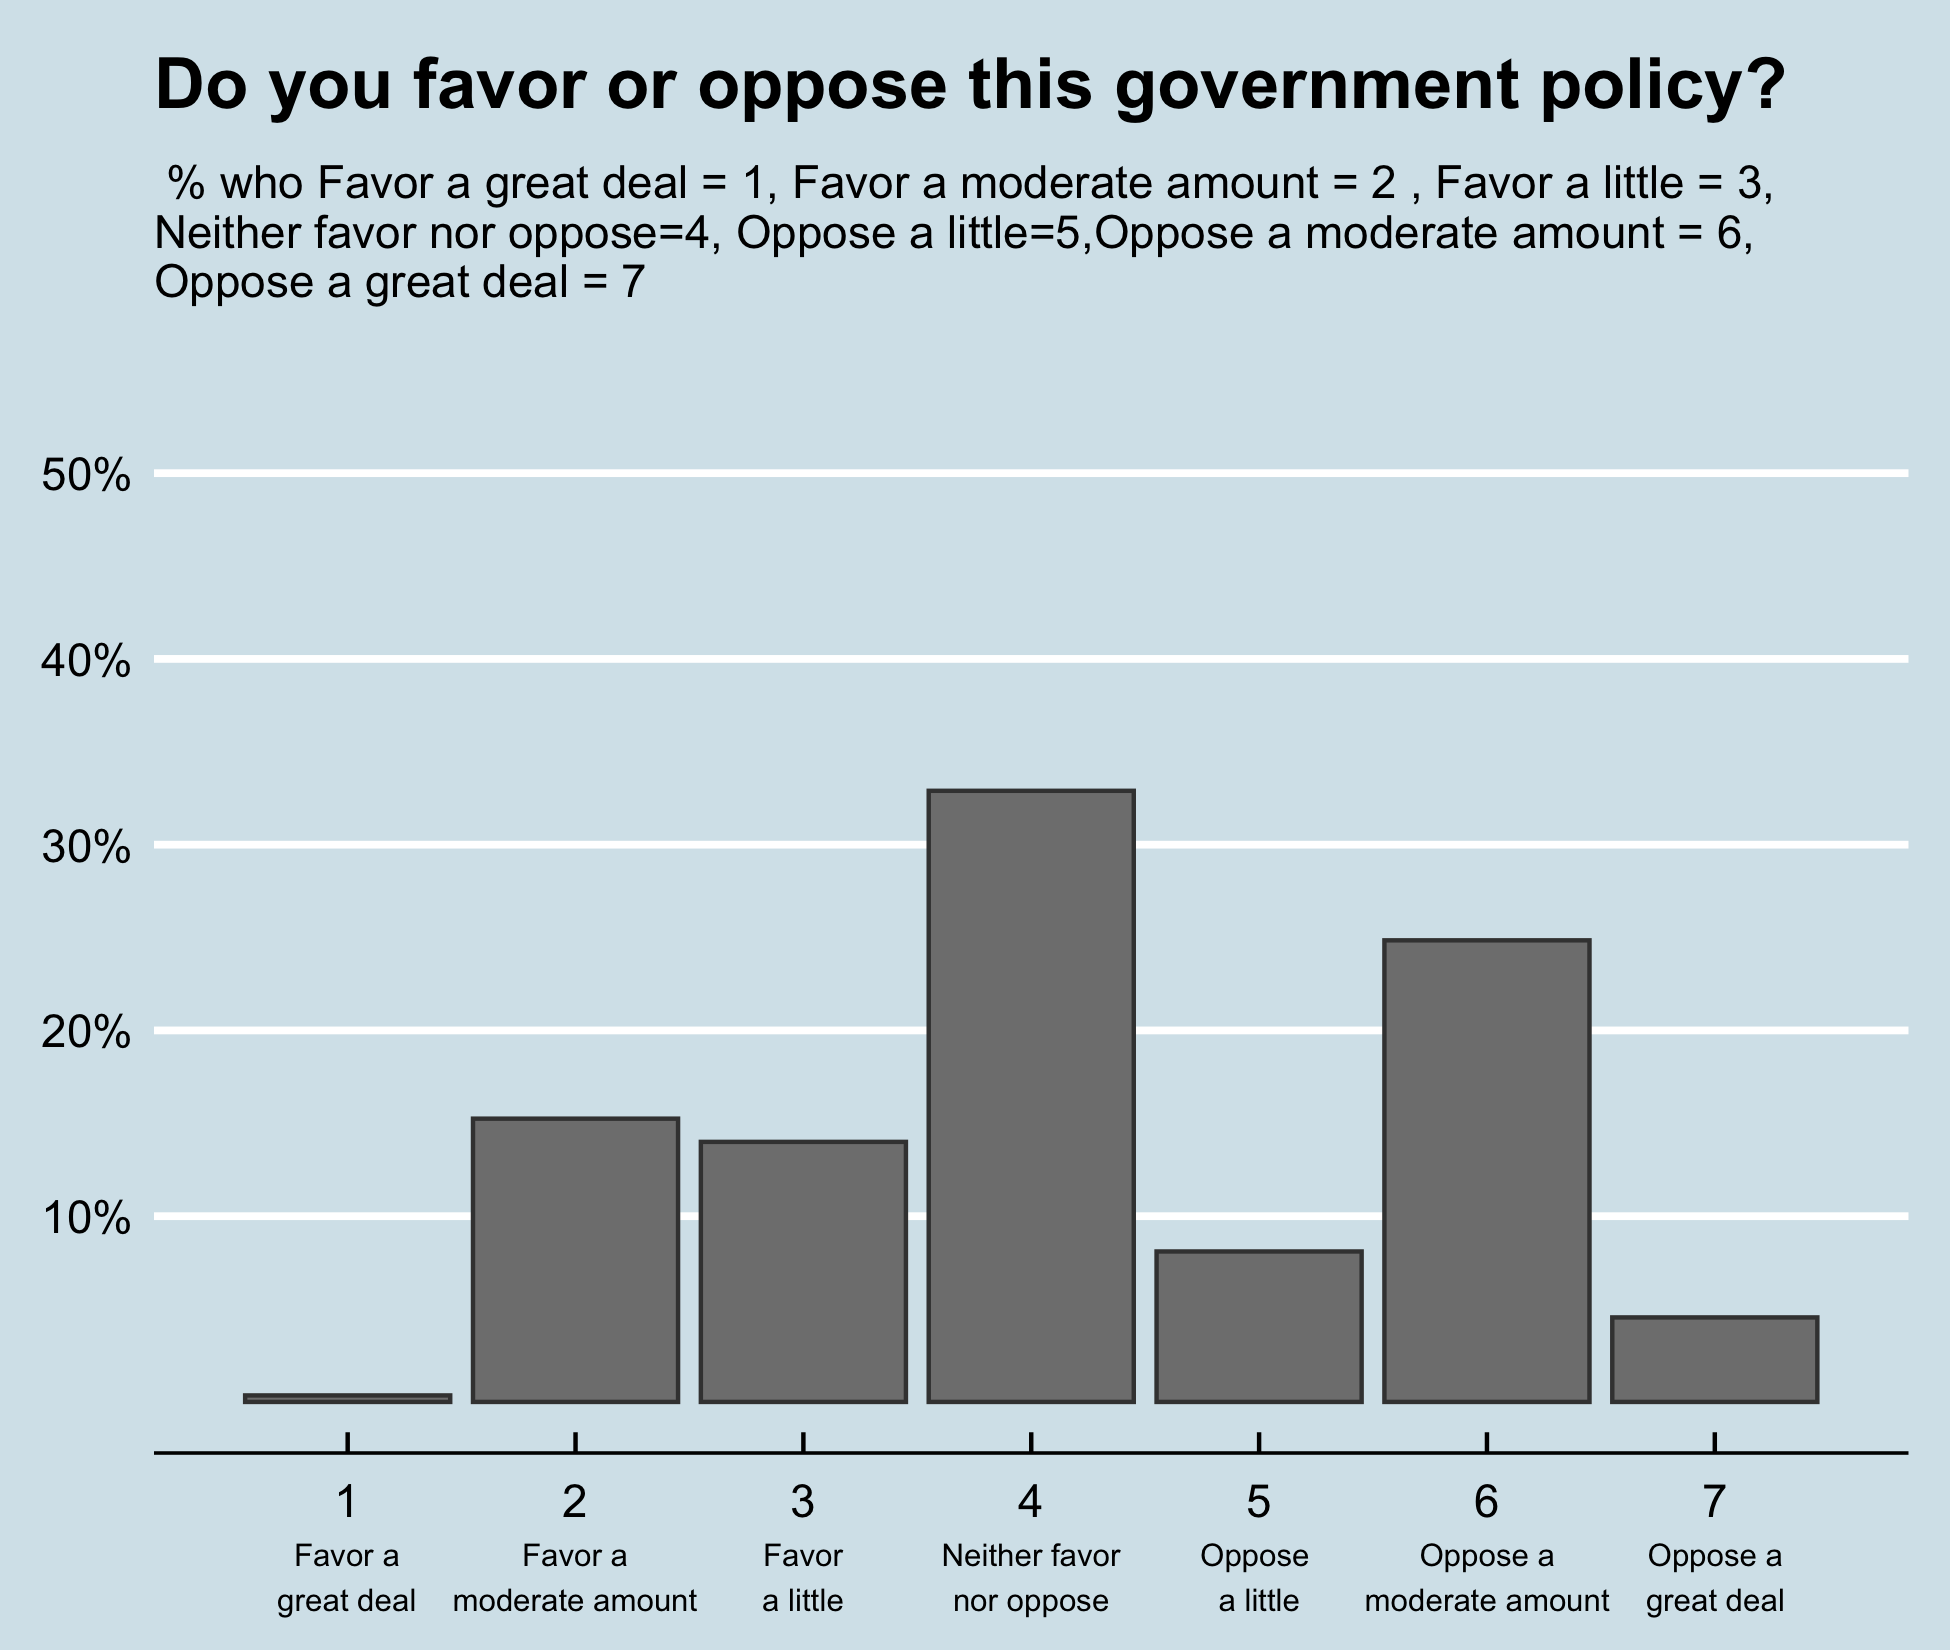 Do you favor or oppose this government policy?
% who Favor a great deal = 1, Favor a moderate amount = 2 , Favor a little = 3,
Neither favor nor oppose=4, Oppose a little=5,Oppose a moderate amount = 6,
Oppose a great deal = 7
50%
40%
30%
20%
10%
1 2 3 4 5 6 7
Favor a Favor a Favor Neither favor Oppose Oppose a Oppose a
great deal moderate amount a little nor oppose a little moderate amount great deal